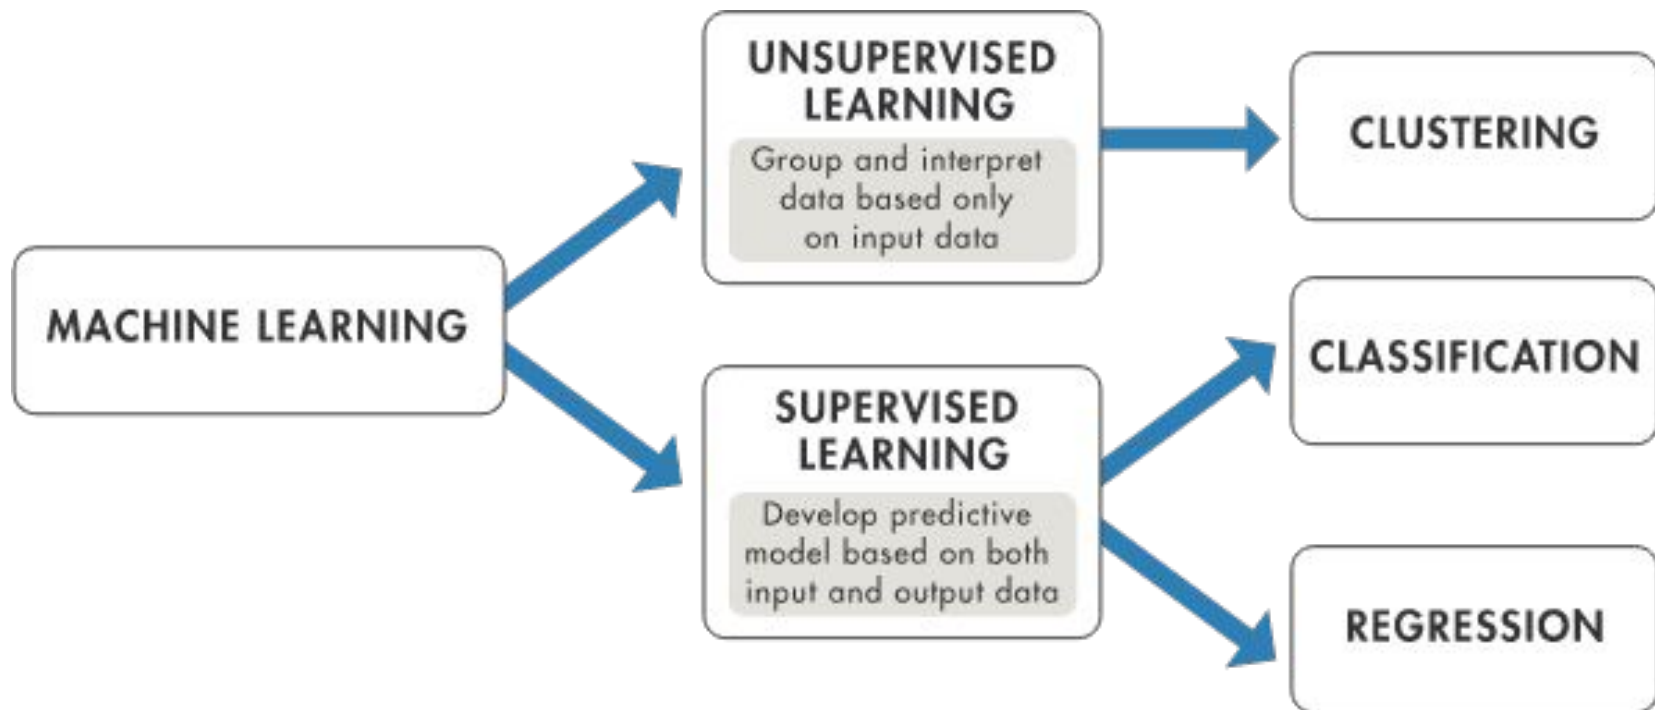 MACHINE LEARNING
UNSUPERVISED
LEARNING
Group and interpret
data based only
on input data
SUPERVISED
LEARNING
Develop predictive
model based on both
input and output data
CLUSTERING
CLASSIFICATION
REGRESSION